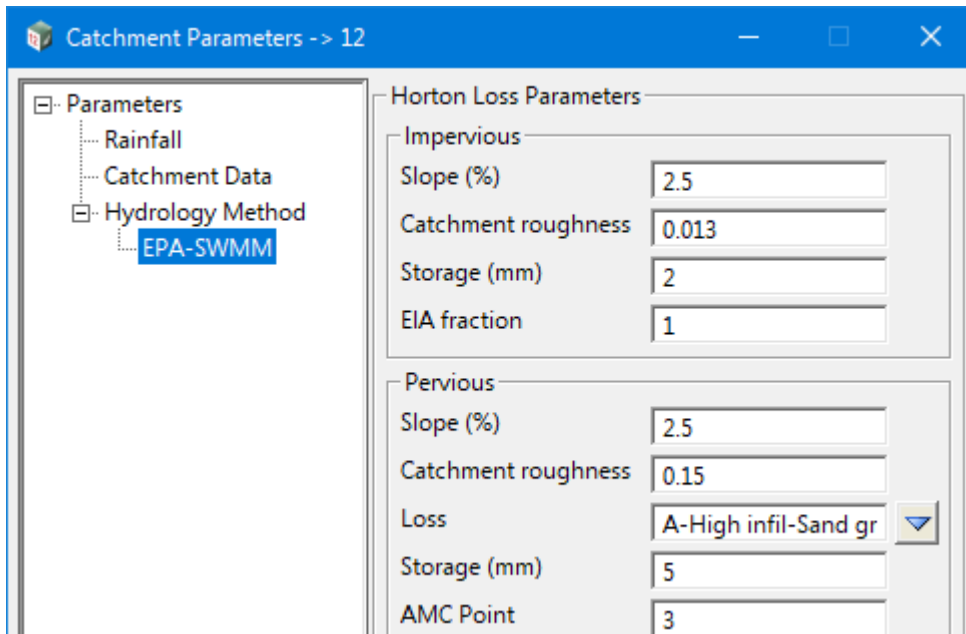 Catchment Parameters -> 12
Parameters
Rainfall
Catchment Data
Hydrology Method
EPA-SWMM
Horton Loss Parameters
Impervious
Slope (%) 2.5
Catchment roughness 0.013
Storage (mm) 2
EIA fraction 1
Pervious
Slope (%) 2.5
Catchment roughness 0.15
Loss A-High infil-Sand gr
Storage (mm) 5
AMC Point 3